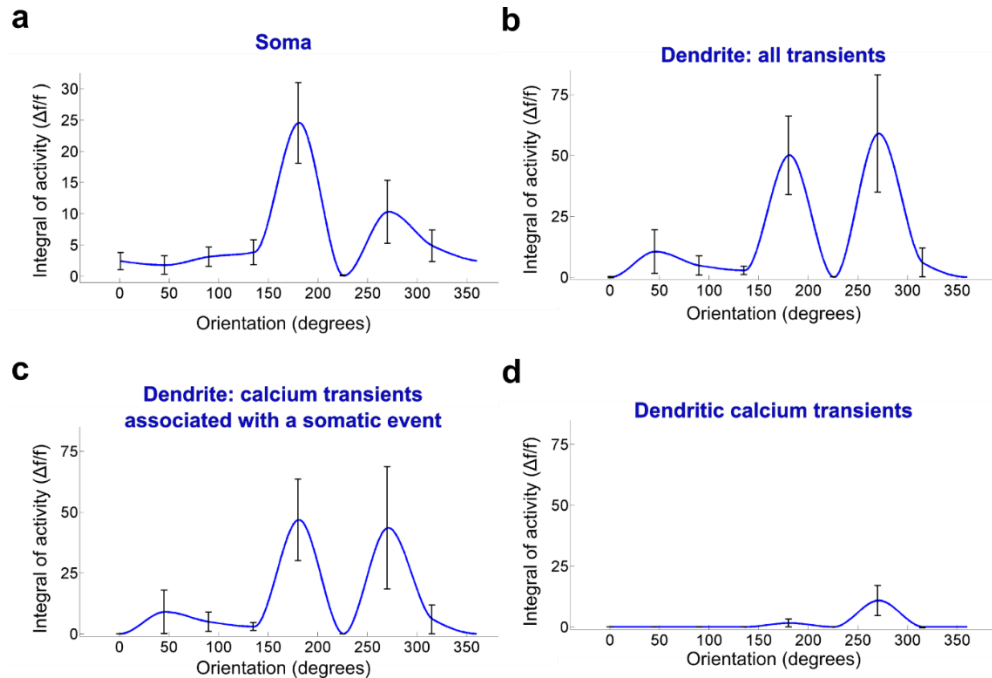 a
Soma
Integral of activity (Δf/f)
30
25
20
15
10
5
0
0 50 100 150 200 250 300 350
Orientation (degrees)
b
Dendrite: all transients
Integral of activity (Δf/f)
75
50
25
0
0 50 100 150 200 250 300 350
Orientation (degrees)
c
Dendrite: calcium transients
associated with a somatic event
Integral of activity (Δf/f)
75
50
25
0
0 50 100 150 200 250 300 350
Orientation (degrees)
d
Dendritic calcium transients
Integral of activity (Δf/f)
75
50
25
0
0 50 100 150 200 250 300 350
Orientation (degrees)